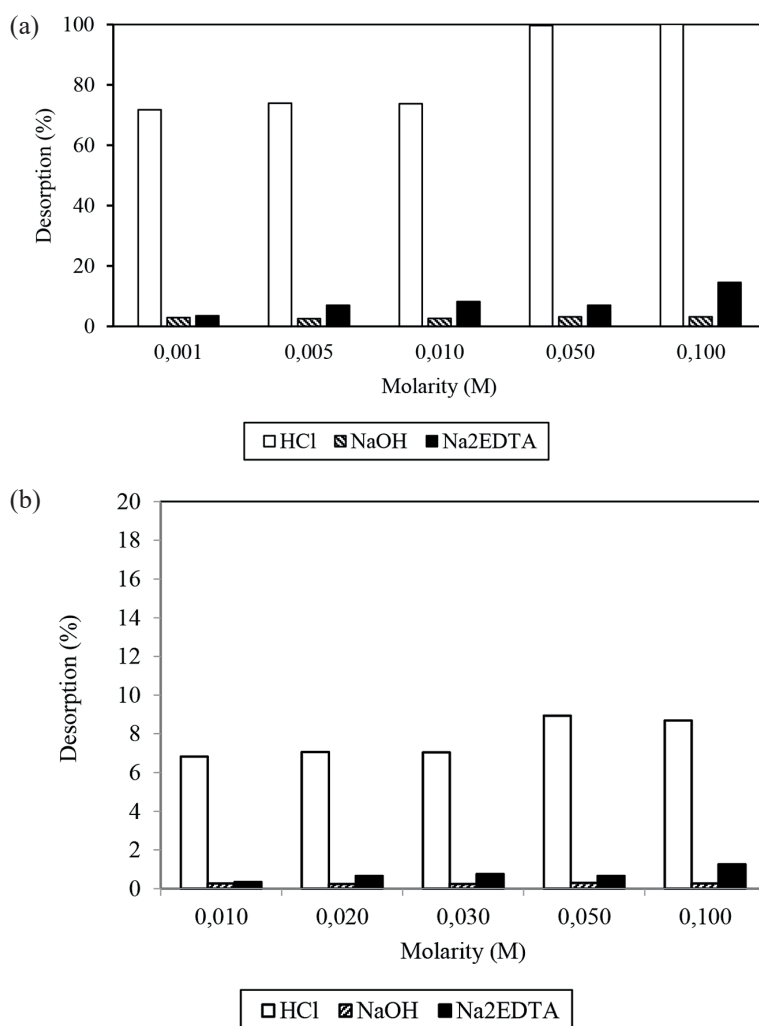 (a)
100
80
60
40
20
0
Desorption (%)
0,001 0,005 0,010 0,050 0,100
Molarity (M)
HCl NaOH Na2EDTA
(b)
20
18
16
14
12
10
8
6
4
2
0
Desorption (%)
0,010 0,020 0,030 0,050 0,100
Molarity (M)
HCl NaOH Na2EDTA